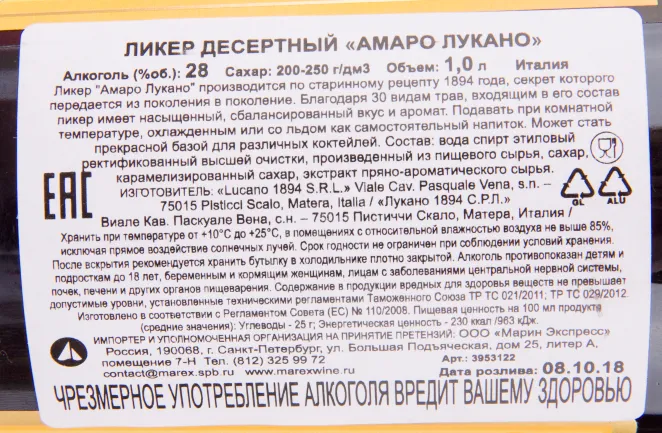 ЛИКЕР ДЕСЕРТНЫЙ «АМАРО ЛУКАНО»
Алкоголь (%об.): 28 Сахар: 200-250 г/дм3 Объем: 1,0 л Италия
Ликер "Амаро Лукано" производится по старинному рецепту 1894 года, секрет которого
передается из поколения в поколение. Благодаря 30 видам трав, входящим в его состав
ликер имеет насыщенный, сбалансированный вкус и аромат. Подавать при комнатной
температуре, охлажденным или со льдом как самостоятельный напиток. Может стать
прекрасной базой для различных коктейлей. Состав: вода спирт этиловый
ректификованный высшей очистки, произведенный из пищевого сырья, сахар,
карамелизированный сахар, экстракт пряно-ароматического сырья.
EAC
ИЗГОТОВИТЕЛЬ: «Lucano 1894 S.R.L.» Viale Cav. Pasquale Vena, s.n. –
75015 Pisticci Scalo, Matera, Italia / «Лукано 1894 С.Р.Л.»
Виале Кав. Паскуале Вена, с.н. – 75015 Пистиччи Скало, Матера, Италия /
GL ALU
Хранить при температуре от +10°С до +25°С, в помещениях с относительной влажностью воздуха не выше 85%,
исключая прямое воздействие солнечных лучей. Срок годности не ограничен при соблюдении условий хранения.
После вскрытия рекомендуется хранить бутылку в холодильнике плотно закрытой. Алкоголь противопоказан детям и
подросткам до 18 лет, беременным и кормящим женщинам, лицам с заболеваниями центральной нервной системы,
почек, печени и других органов пищеварения. Содержание в продукции вредных для здоровья веществ не превышает
допустимые уровни, установленные техническими регламентами Таможенного Союза ТР ТС 021/2011; ТР ТС 029/2012.
Изготовлено в соответствии с Регламентом Совета (ЕС) № 110/2008. Пищевая ценность на 100 мл продукта
(средние значения): Углеводы - 25 г; Энергетическая ценность - 230 ккал /963 кДж.
ИМПОРТЕР И УПОЛНОМОЧЕННАЯ ОРГАНИЗАЦИЯ НА ПРИНЯТИЕ ПРЕТЕНЗИЙ: ООО «Марин Экспресс»
Россия, 190068, г. Санкт-Петербург, ул. Большая Подъяческая, дом 25, литер А,
помещение 7-Н Тел. (812) 325 99 72 Арт.: 3953122
contact@marex.spb.ru / www.marexwine.ru Дата розлива: 08.10.18
ЧРЕЗМЕРНОЕ УПОТРЕБЛЕНИЕ АЛКОГОЛЯ ВРЕДИТ ВАШЕМУ ЗДОРОВЬЮ